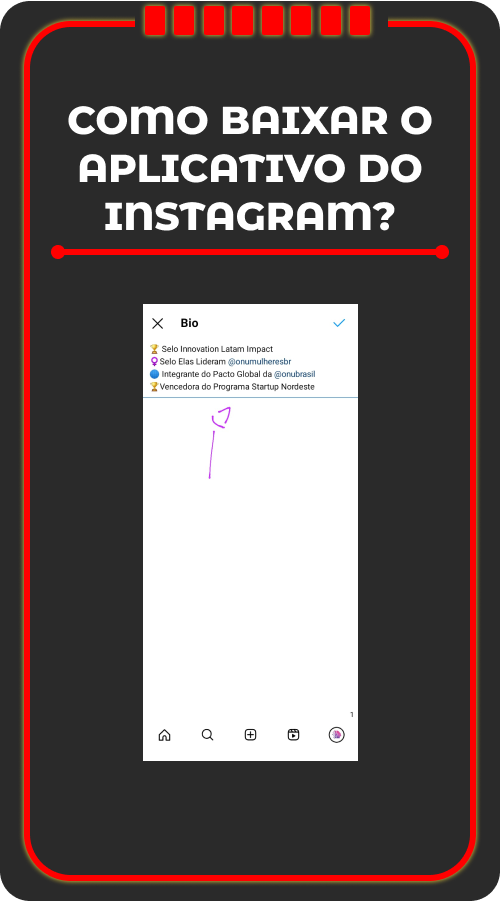 COMO BAIXAR O
APLICATIVO DO
INSTAGRAM?
Bio
🏆 Selo Innovation Latam Impact
♀️Selo Elas Lideram @onumulheresbr
🔵 Integrante do Pacto Global da @onubrasil
🏆Vencedora do Programa Startup Nordeste
1